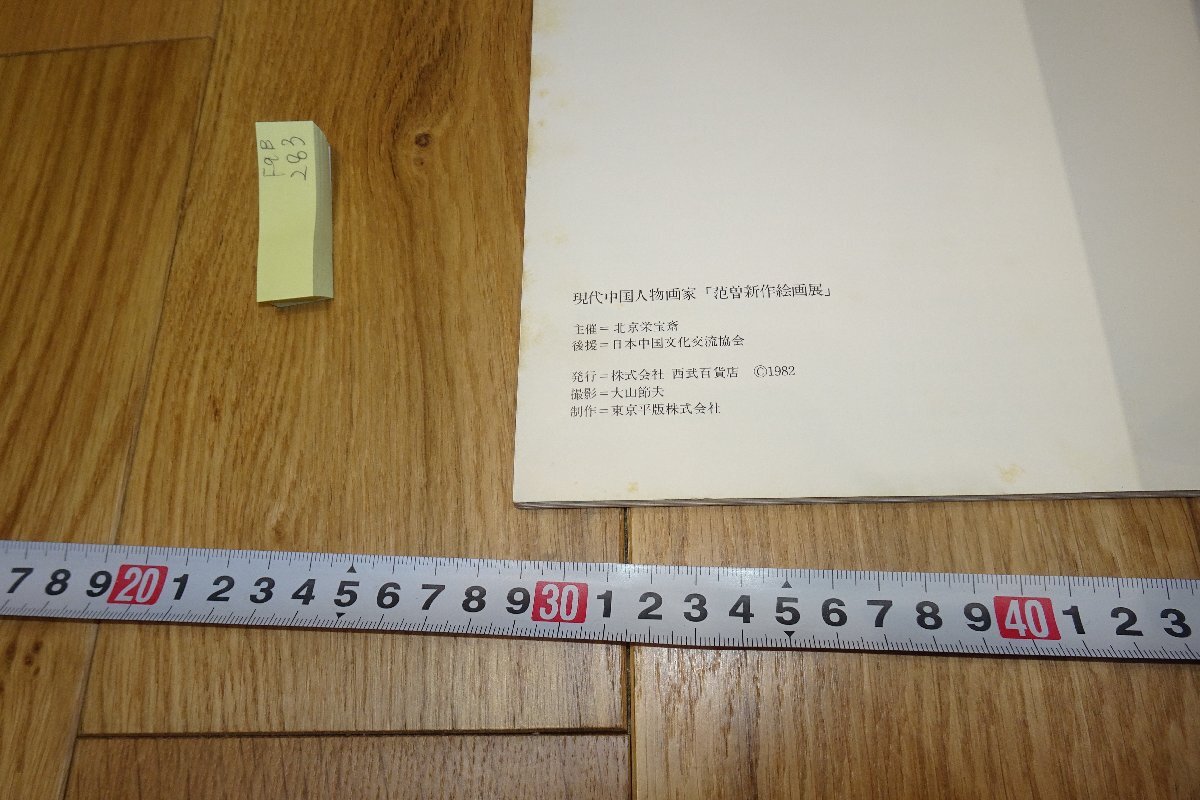 FqB
283
現代中国人物画家「范曽新作絵画展」
主催＝北京栄宝斎
後援＝日本中国文化交流協会
発行＝株式会社 西武百貨店 ©1982
撮影＝大山節夫
制作＝東京平版株式会社
7 8 9 20 1 2 3 4 5 6 7 8 9 30 1 2 3 4 5 6 7 8 9 40 1 2 3